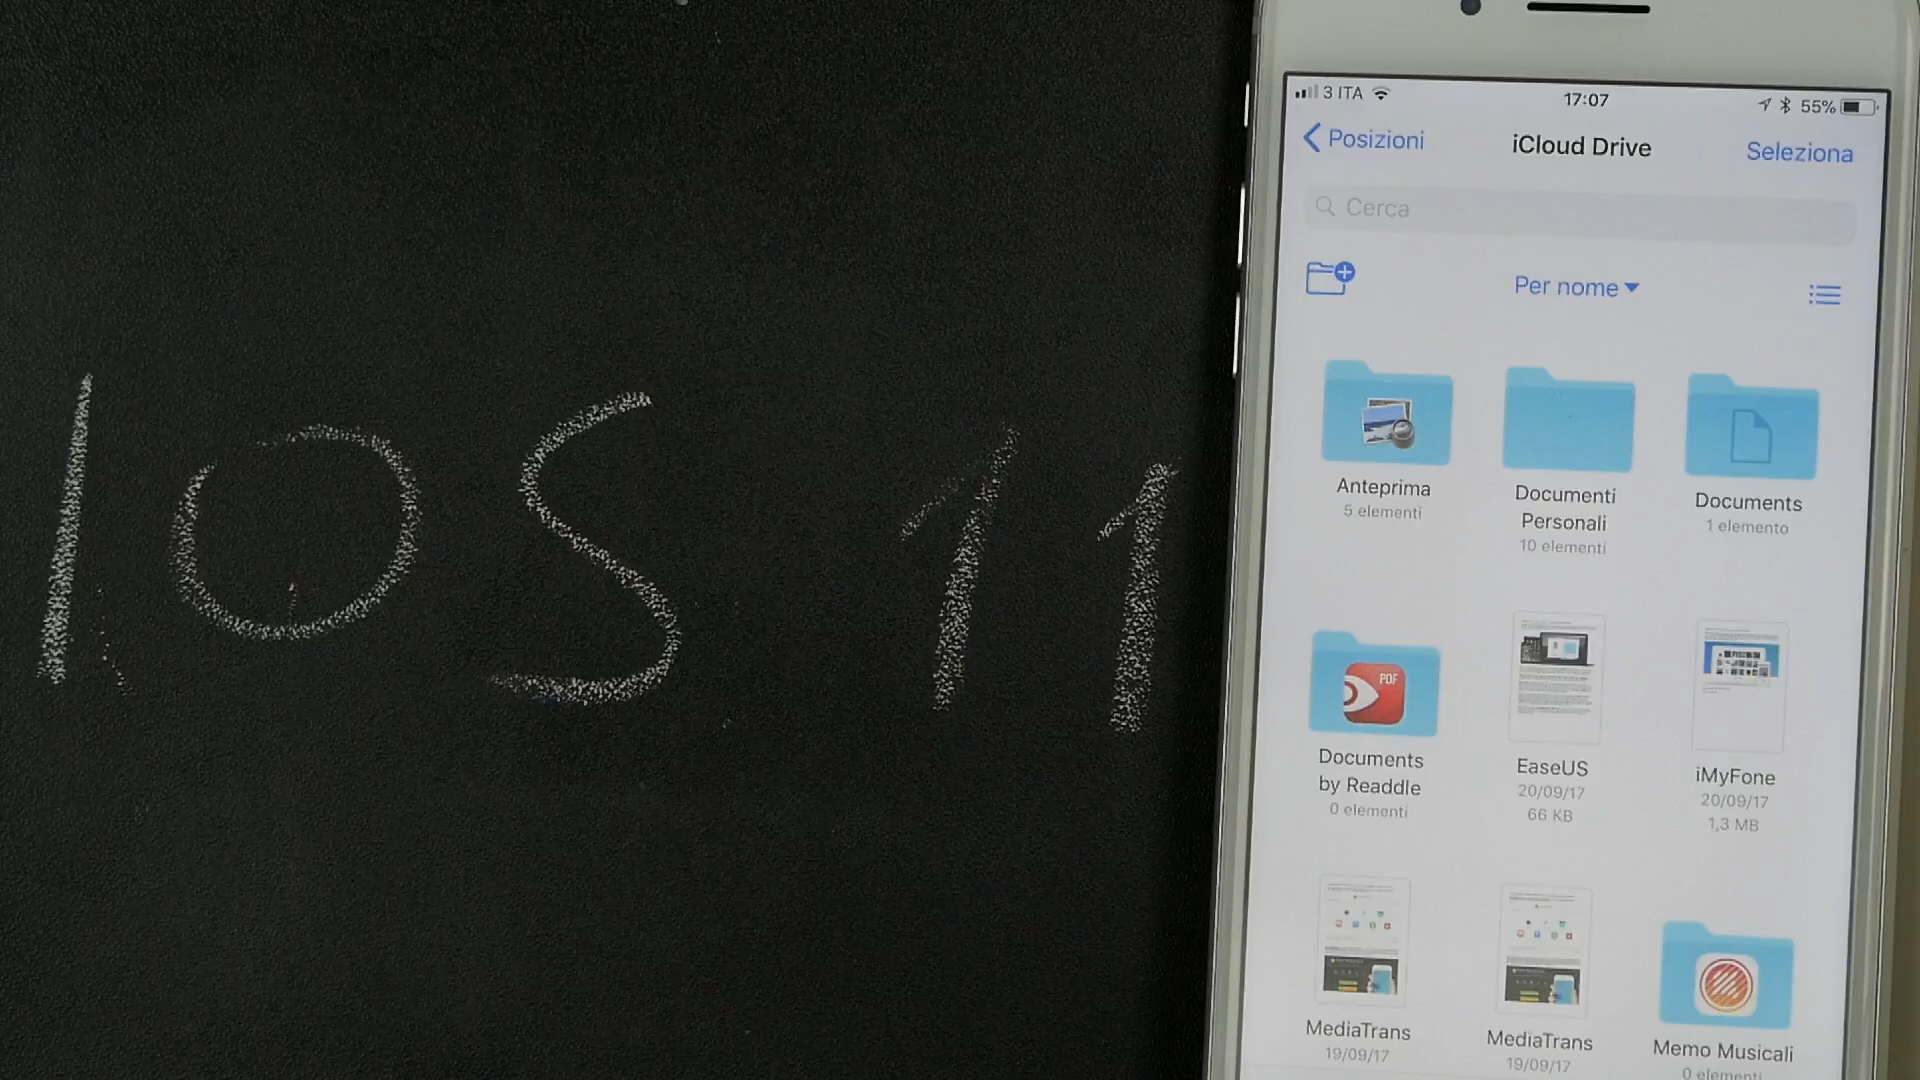 IOS 11
3 ITA 17:07 55%
Posizioni iCloud Drive Seleziona
Cerca
Per nome
Anteprima
5 elementi
Documenti
Personali
10 elementi
Documents
1 elemento
PDF
Documents
by Readdle
0 elementi
EaseUS
20/09/17
66 KB
iMyFone
20/09/17
1,3 MB
MediaTrans
19/09/17
MediaTrans
19/09/17
Memo Musicali
0 elementi